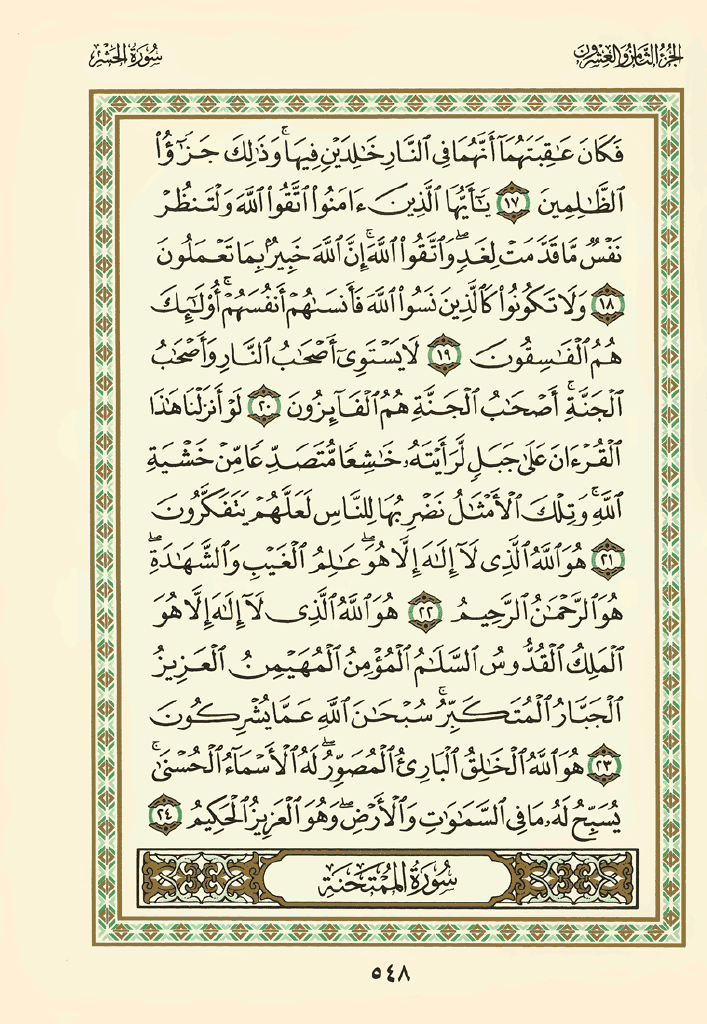 الجزء الثامن والعشرون
سورة الحشر
فَكَانَ عَٰقِبَتَهُمَآ أَنَّهُمَا فِى ٱلنَّارِ خَٰلِدَيْنِ فِيهَا ۚ وَذَٰلِكَ جَزَٰٓؤُا۟
ٱلظَّٰلِمِينَ ١٧ يَٰٓأَيُّهَا ٱلَّذِينَ ءَامَنُوا۟ ٱتَّقُوا۟ ٱللَّهَ وَلْتَنظُرْ
نَفْسٌ مَّا قَدَّمَتْ لِغَدٍ ۖ وَٱتَّقُوا۟ ٱللَّهَ ۚ إِنَّ ٱللَّهَ خَبِيرٌۢ بِمَا تَعْمَلُونَ
١٨ وَلَا تَكُونُوا۟ كَٱلَّذِينَ نَسُوا۟ ٱللَّهَ فَأَنسَىٰهُمْ أَنفُسَهُمْ ۚ أُو۟لَٰٓئِكَ
هُمُ ٱلْفَٰسِقُونَ ١٩ لَا يَسْتَوِىٓ أَصْحَٰبُ ٱلنَّارِ وَأَصْحَٰبُ
ٱلْجَنَّةِ ۚ أَصْحَٰبُ ٱلْجَنَّةِ هُمُ ٱلْفَآئِزُونَ ٢٠ لَوْ أَنزَلْنَا هَٰذَا
ٱلْقُرْءَانَ عَلَىٰ جَبَلٍ لَّرَأَيْتَهُۥ خَٰشِعًا مُّتَصَدِّعًا مِّنْ خَشْيَةِ
ٱللَّهِ ۚ وَتِلْكَ ٱلْأَمْثَٰلُ نَضْرِبُهَا لِلنَّاسِ لَعَلَّهُمْ يَتَفَكَّرُونَ
٢١ هُوَ ٱللَّهُ ٱلَّذِى لَآ إِلَٰهَ إِلَّا هُوَ ۖ عَٰلِمُ ٱلْغَيْبِ وَٱلشَّهَٰدَةِ ۖ
هُوَ ٱلرَّحْمَٰنُ ٱلرَّحِيمُ ٢٢ هُوَ ٱللَّهُ ٱلَّذِى لَآ إِلَٰهَ إِلَّا هُوَ
ٱلْمَلِكُ ٱلْقُدُّوسُ ٱلسَّلَٰمُ ٱلْمُؤْمِنُ ٱلْمُهَيْمِنُ ٱلْعَزِيزُ
ٱلْجَبَّارُ ٱلْمُتَكَبِّرُ ۚ سُبْحَٰنَ ٱللَّهِ عَمَّا يُشْرِكُونَ
٢٣ هُوَ ٱللَّهُ ٱلْخَٰلِقُ ٱلْبَارِئُ ٱلْمُصَوِّرُ ۖ لَهُ ٱلْأَسْمَآءُ ٱلْحُسْنَىٰ ۚ
يُسَبِّحُ لَهُۥ مَا فِى ٱلسَّمَٰوَٰتِ وَٱلْأَرْضِ ۖ وَهُوَ ٱلْعَزِيزُ ٱلْحَكِيمُ ٢٤
سُورَةُ المُمْتَحنَة
٥٤٨